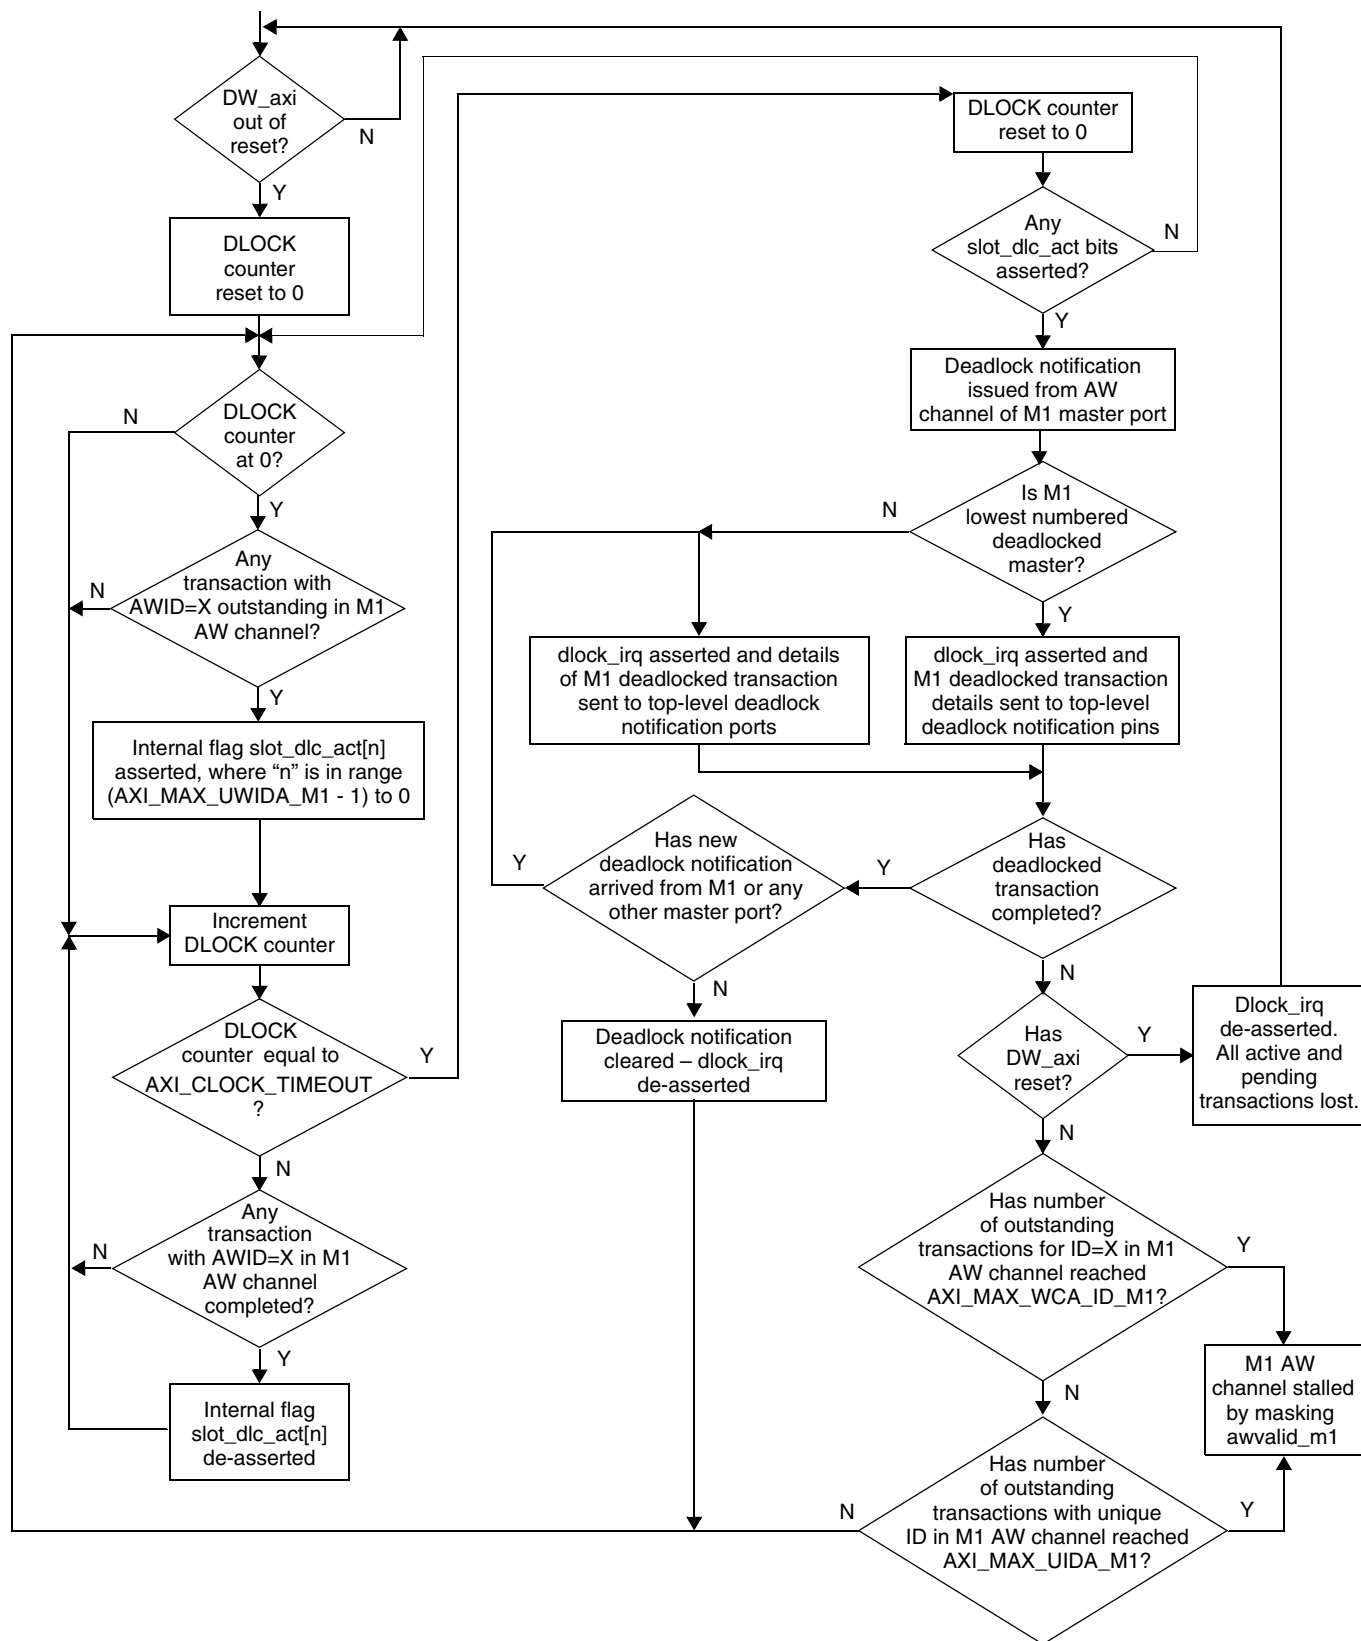 DW_axi
out of
reset?
N
Y
DLOCK
counter
reset to 0
N
DLOCK
counter
at 0?
Y
Any
transaction with
AWID=X outstanding in M1
AW channel?
N
Y
Internal flag slot_dlc_act[n]
asserted, where “n” is in range
(AXI_MAX_UWIDA_M1 - 1) to 0
Increment
DLOCK counter
DLOCK
counter equal to
AXI_CLOCK_TIMEOUT
?
Y
N
Any
transaction
with AWID=X in M1
AW channel
completed?
N
Y
Internal flag
slot_dlc_act[n]
de-asserted
DLOCK counter
reset to 0
Any
slot_dlc_act bits
asserted?
N
Y
Deadlock notification
issued from AW
channel of M1 master port
Is M1
lowest numbered
deadlocked
master?
N
Y
dlock_irq asserted and details
of M1 deadlocked transaction
sent to top-level deadlock
notification ports
dlock_irq asserted and
M1 deadlocked transaction
details sent to top-level
deadlock notification pins
Has new
deadlock notification
arrived from M1 or any
other master port?
Y
N
Has
deadlocked
transaction
completed?
Y
N
Deadlock notification
cleared – dlock_irq
de-asserted
Has
DW_axi
reset?
Y
N
Dlock_irq
de-asserted.
All active and
pending
transactions lost.
Has number
of outstanding
transactions for ID=X in M1
AW channel reached
AXI_MAX_WCA_ID_M1?
Y
N
M1 AW
channel stalled
by masking
awvalid_m1
Has number
of outstanding
transactions with unique
ID in M1 AW channel reached
AXI_MAX_UIDA_M1?
N
Y